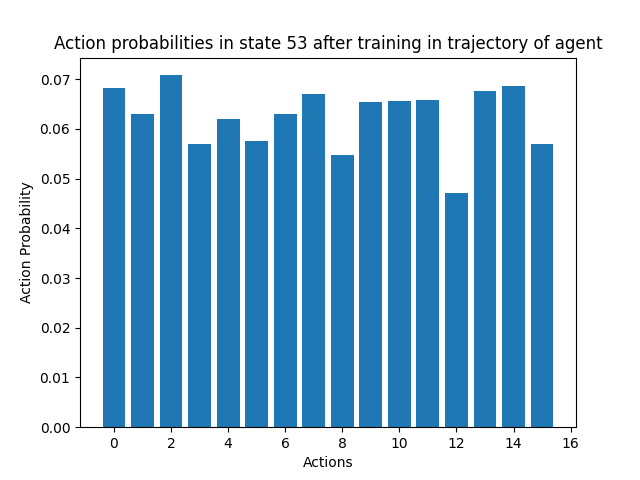 Action probabilities in state 53 after training in trajectory of agent
0.07
0.06
0.05
0.04
0.03
0.02
0.01
0.00
Action Probability
0 2 4 6 8 10 12 14 16
Actions